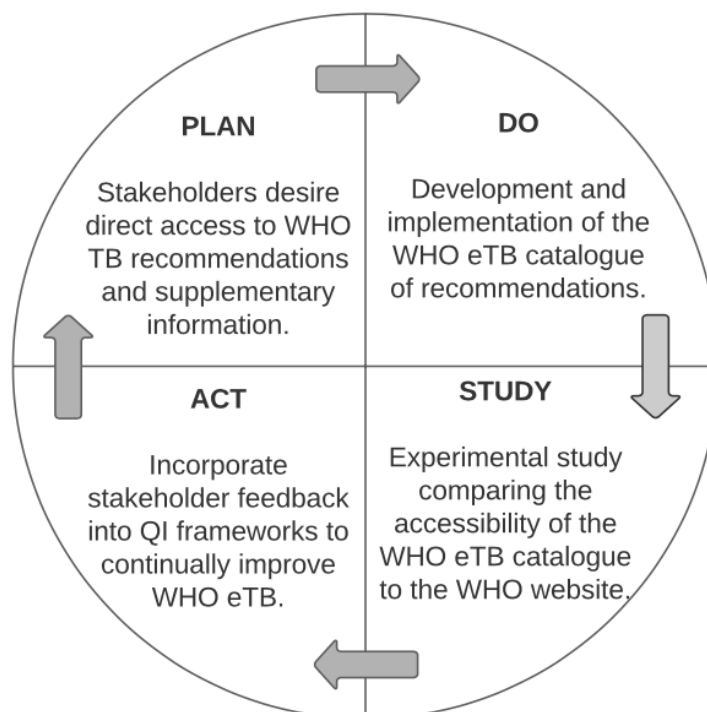 PLAN
Stakeholders desire
direct access to WHO
TB recommendations
and supplementary
information.
DO
Development and
implementation of the
WHO eTB catalogue
of recommendations.
STUDY
Experimental study
comparing the
accessibility of the
WHO eTB catalogue
to the WHO website.
ACT
Incorporate
stakeholder feedback
into QI frameworks to
continually improve
WHO eTB.